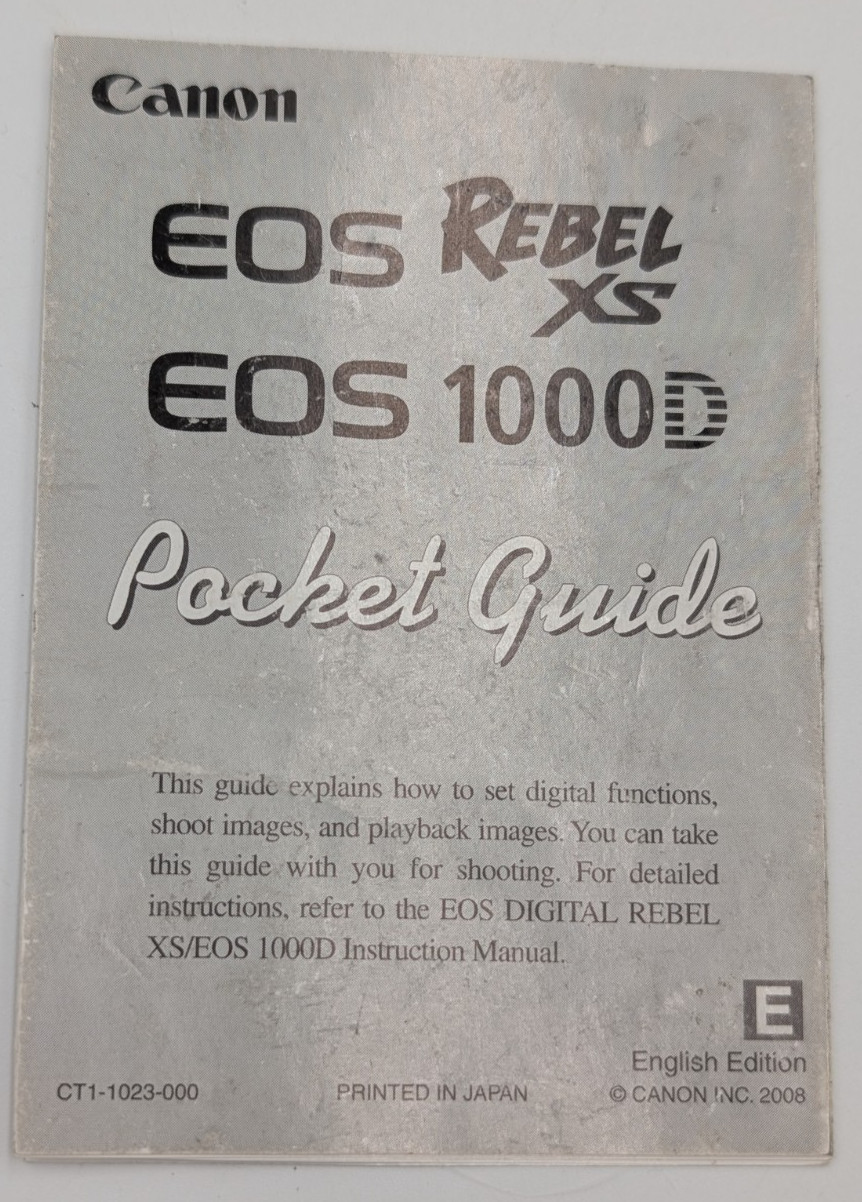 Canon
EOS REBEL
XS
EOS 1000D
Pocket Guide
This guide explains how to set digital functions,
shoot images, and playback images. You can take
this guide with you for shooting. For detailed
instructions, refer to the EOS DIGITAL REBEL
XS/EOS 1000D Instruction Manual.
E
English Edition
CT1-1023-000 PRINTED IN JAPAN © CANON INC. 2008